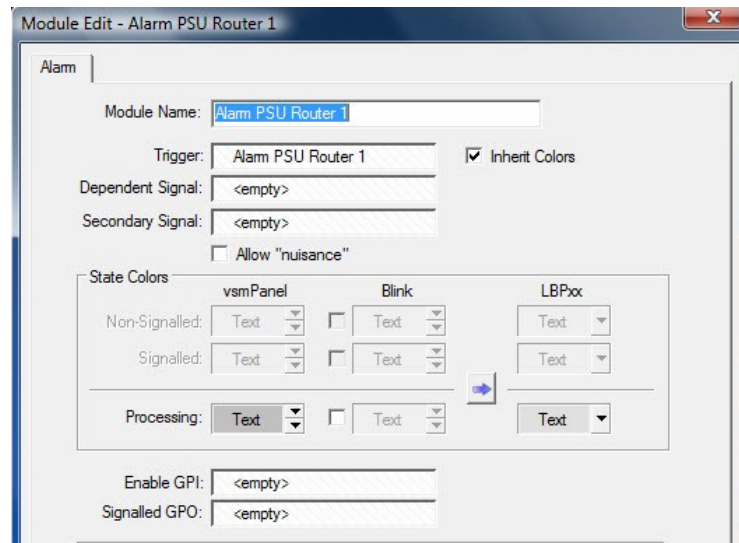 Module Edit - Alarm PSU Router 1
Alarm
Module Name: Alarm PSU Router 1
Trigger: Alarm PSU Router 1 Inherit Colors
Dependent Signal: <empty>
Secondary Signal: <empty>
Allow "nuisance"
State Colors
vsmPanel Blink LBPxx
Non-Signalled: Text Text Text
Signalled: Text Text Text
Processing: Text Text Text
Enable GPI: <empty>
Signalled GPO: <empty>